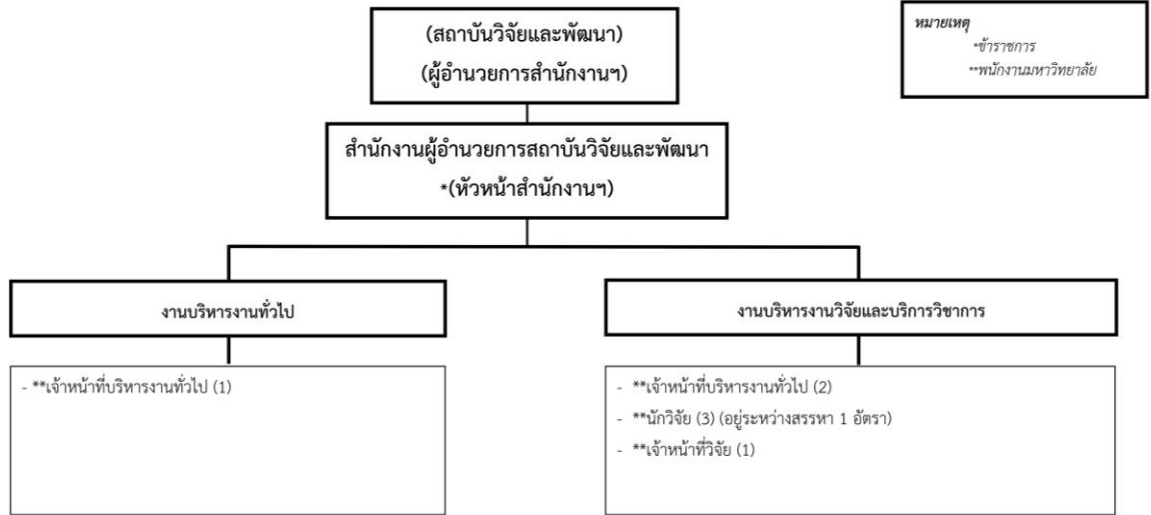 (สถาบันวิจัยและพัฒนา)
(ผู้อำนวยการสำนักงานฯ)
หมายเหตุ
*ข้าราชการ
**พนักงานมหาวิทยาลัย
สำนักงานผู้อำนวยการสถาบันวิจัยและพัฒนา
*(หัวหน้าสำนักงานฯ)
งานบริหารงานทั่วไป
- **เจ้าหน้าที่บริหารงานทั่วไป (1)
งานบริหารงานวิจัยและบริการวิชาการ
- **เจ้าหน้าที่บริหารงานทั่วไป (2)
- **นักวิจัย (3) (อยู่ระหว่างสรรหา 1 อัตรา)
- **เจ้าหน้าที่วิจัย (1)